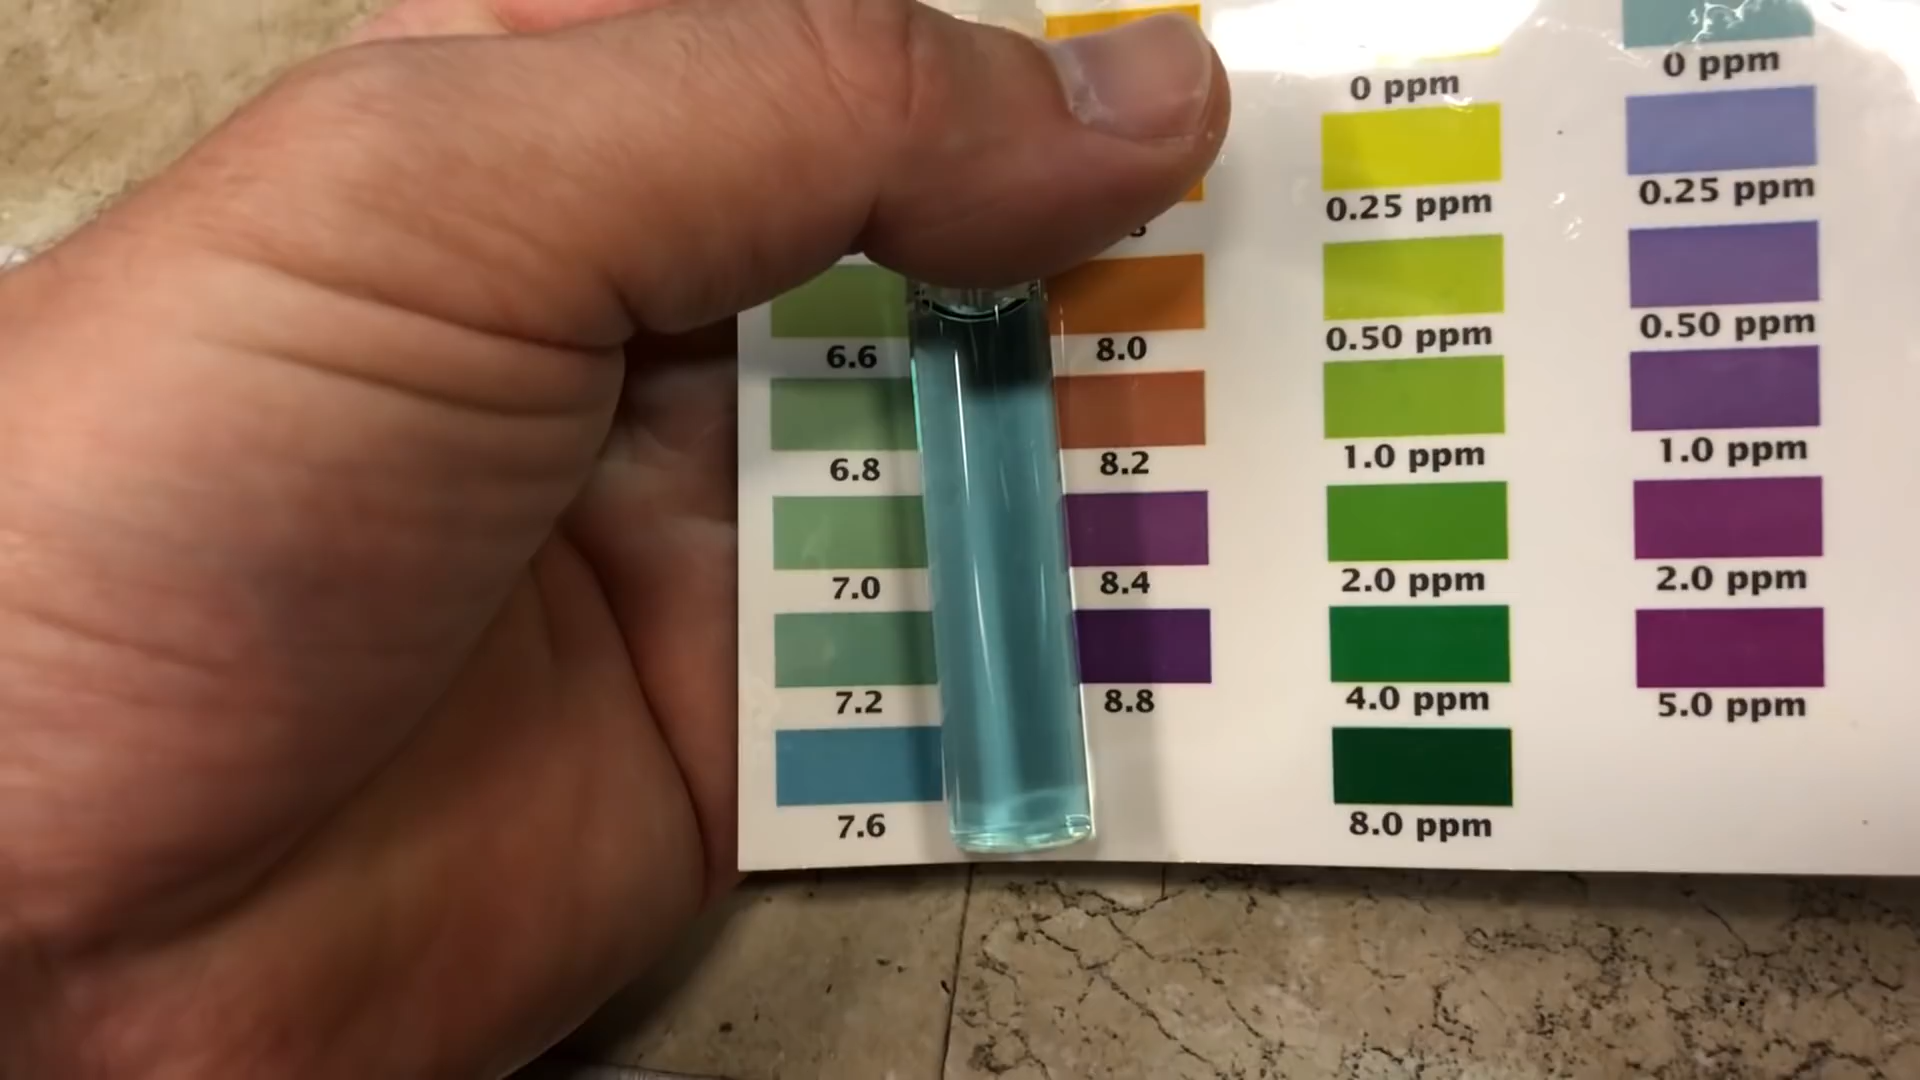 6.6
6.8
7.0
7.2
7.6
8.0
8.2
8.4
8.8
0 ppm
0.25 ppm
0.50 ppm
1.0 ppm
2.0 ppm
4.0 ppm
8.0 ppm
0 ppm
0.25 ppm
0.50 ppm
1.0 ppm
2.0 ppm
5.0 ppm